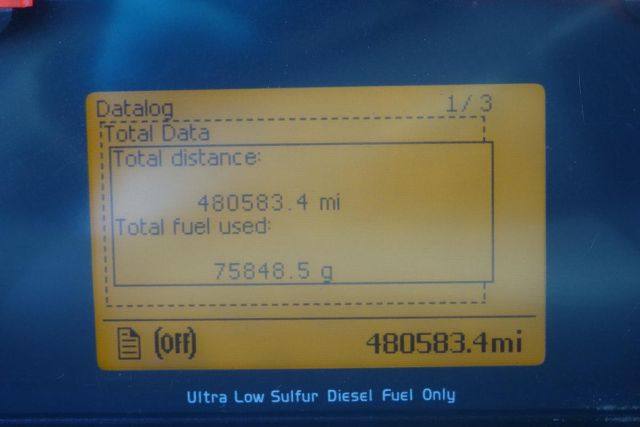 Datalog 1/ 3
Total Data
Total distance:
480583.4 mi
Total fuel used:
75848.5 g
(Off) 480583.4mi
Ultra Low Sulfur Diesel Fuel Only